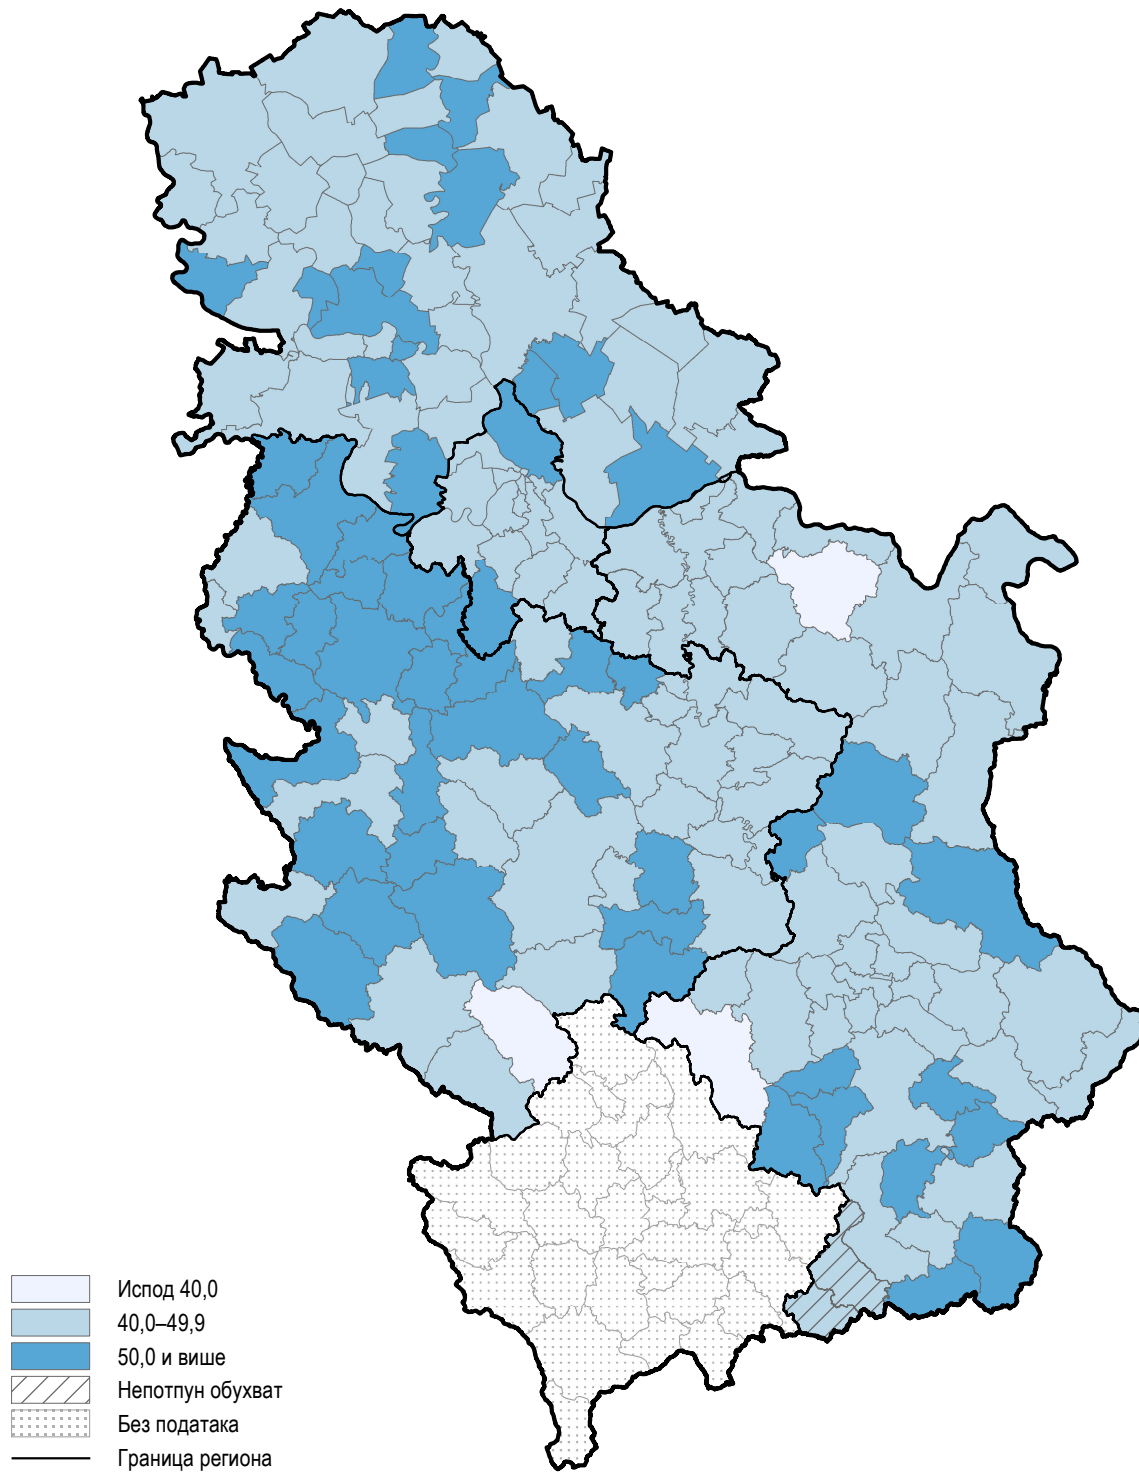 Испод 40,0
40,0–49,9
50,0 и више
Непотпун обухват
Без података
Граница региона